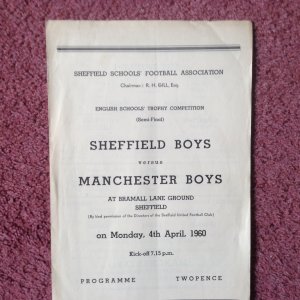 SHEFFIELD SCHOOLS' FOOTBALL ASSOCIATION
Chairman : R. H. GILL, Esq.
ENGLISH SCHOOLS' TROPHY COMPETITION
(Semi-Final)
SHEFFIELD BOYS
versus
MANCHESTER BOYS
AT BRAMALL LANE GROUND
SHEFFIELD
(By kind permission of the Directors of the Sheffield United Football Club)
on Monday, 4th April, 1960
Kick-off 7.15 p.m.
PROGRAMME TWOPENCE